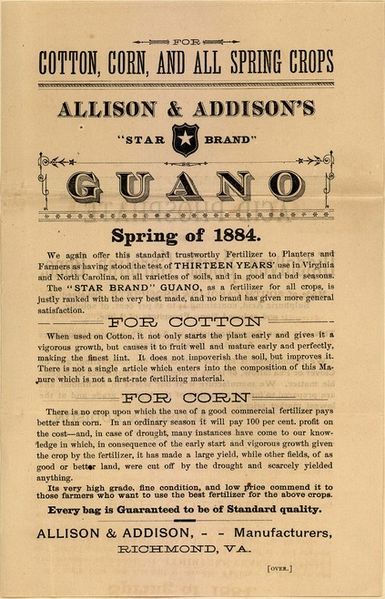 FOR
COTTON, CORN, AND ALL SPRING CROPS
ALLISON & ADDISON'S
"STAR BRAND"
GUANO
Spring of 1884.
We again offer this standard trustworthy Fertilizer to Planters and
Farmers as having stood the test of THIRTEEN YEARS' use in Virginia
and North Carolina, on all varieties of soils, and in good and bad seasons.
The "STAR BRAND" GUANO, as a fertilizer for all crops, is
justly ranked with the very best made, and no brand has given more general
satisfaction.
FOR COTTON
When used on Cotton, it not only starts the plant early and gives it a
vigorous growth, but causes it to fruit well and mature early and perfectly,
making the finest lint. It does not impoverish the soil, but improves it.
There is not a single article which enters into the composition of this Ma-
nure which is not a first-rate fertilizing material.
FOR CORN
There is no crop upon which the use of a good commercial fertilizer pays
better than corn. In an ordinary season it will pay 100 per cent. profit on
the cost—and, in case of drought, many instances have come to our know-
ledge in which, in consequence of the early start and vigorous growth given
the crop by the fertilizer, it has made a large yield, while other fields, of as
good or better land, were cut off by the drought and scarcely yielded
anything.
Its very high grade, fine condition, and low price commend it to
those farmers who want to use the best fertilizer for the above crops.
Every bag is Guaranteed to be of Standard quality.
ALLISON & ADDISON, - - Manufacturers,
RICHMOND, VA.
[OVER.]